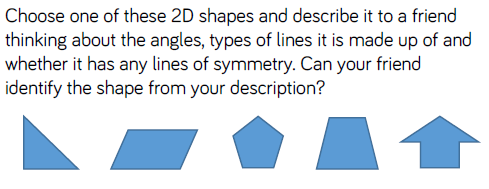 Choose one of these 2D shapes and describe it to a friend
thinking about the angles, types of lines it is made up of and
whether it has any lines of symmetry. Can your friend
identify the shape from your description?